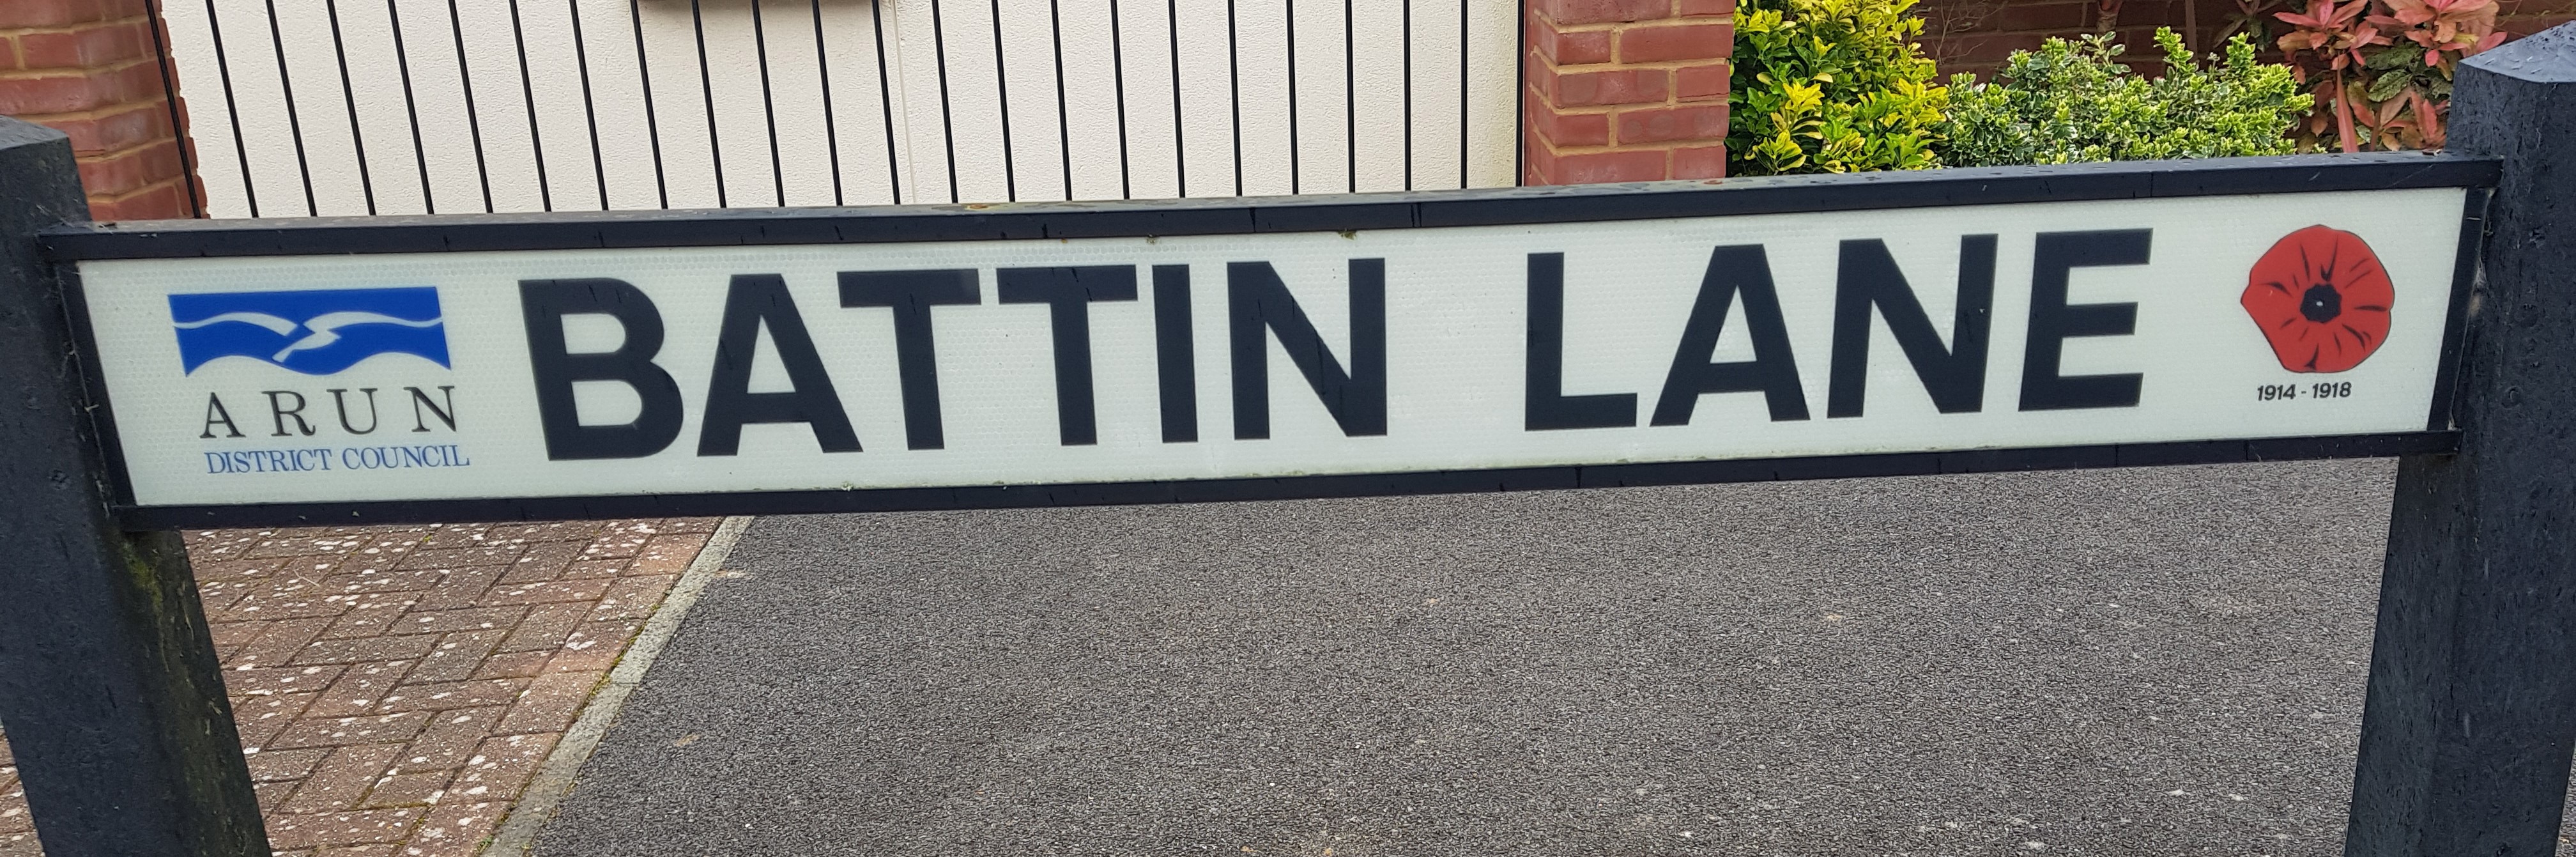 ARUN
DISTRICT COUNCIL
BATTIN LANE
1914 - 1918